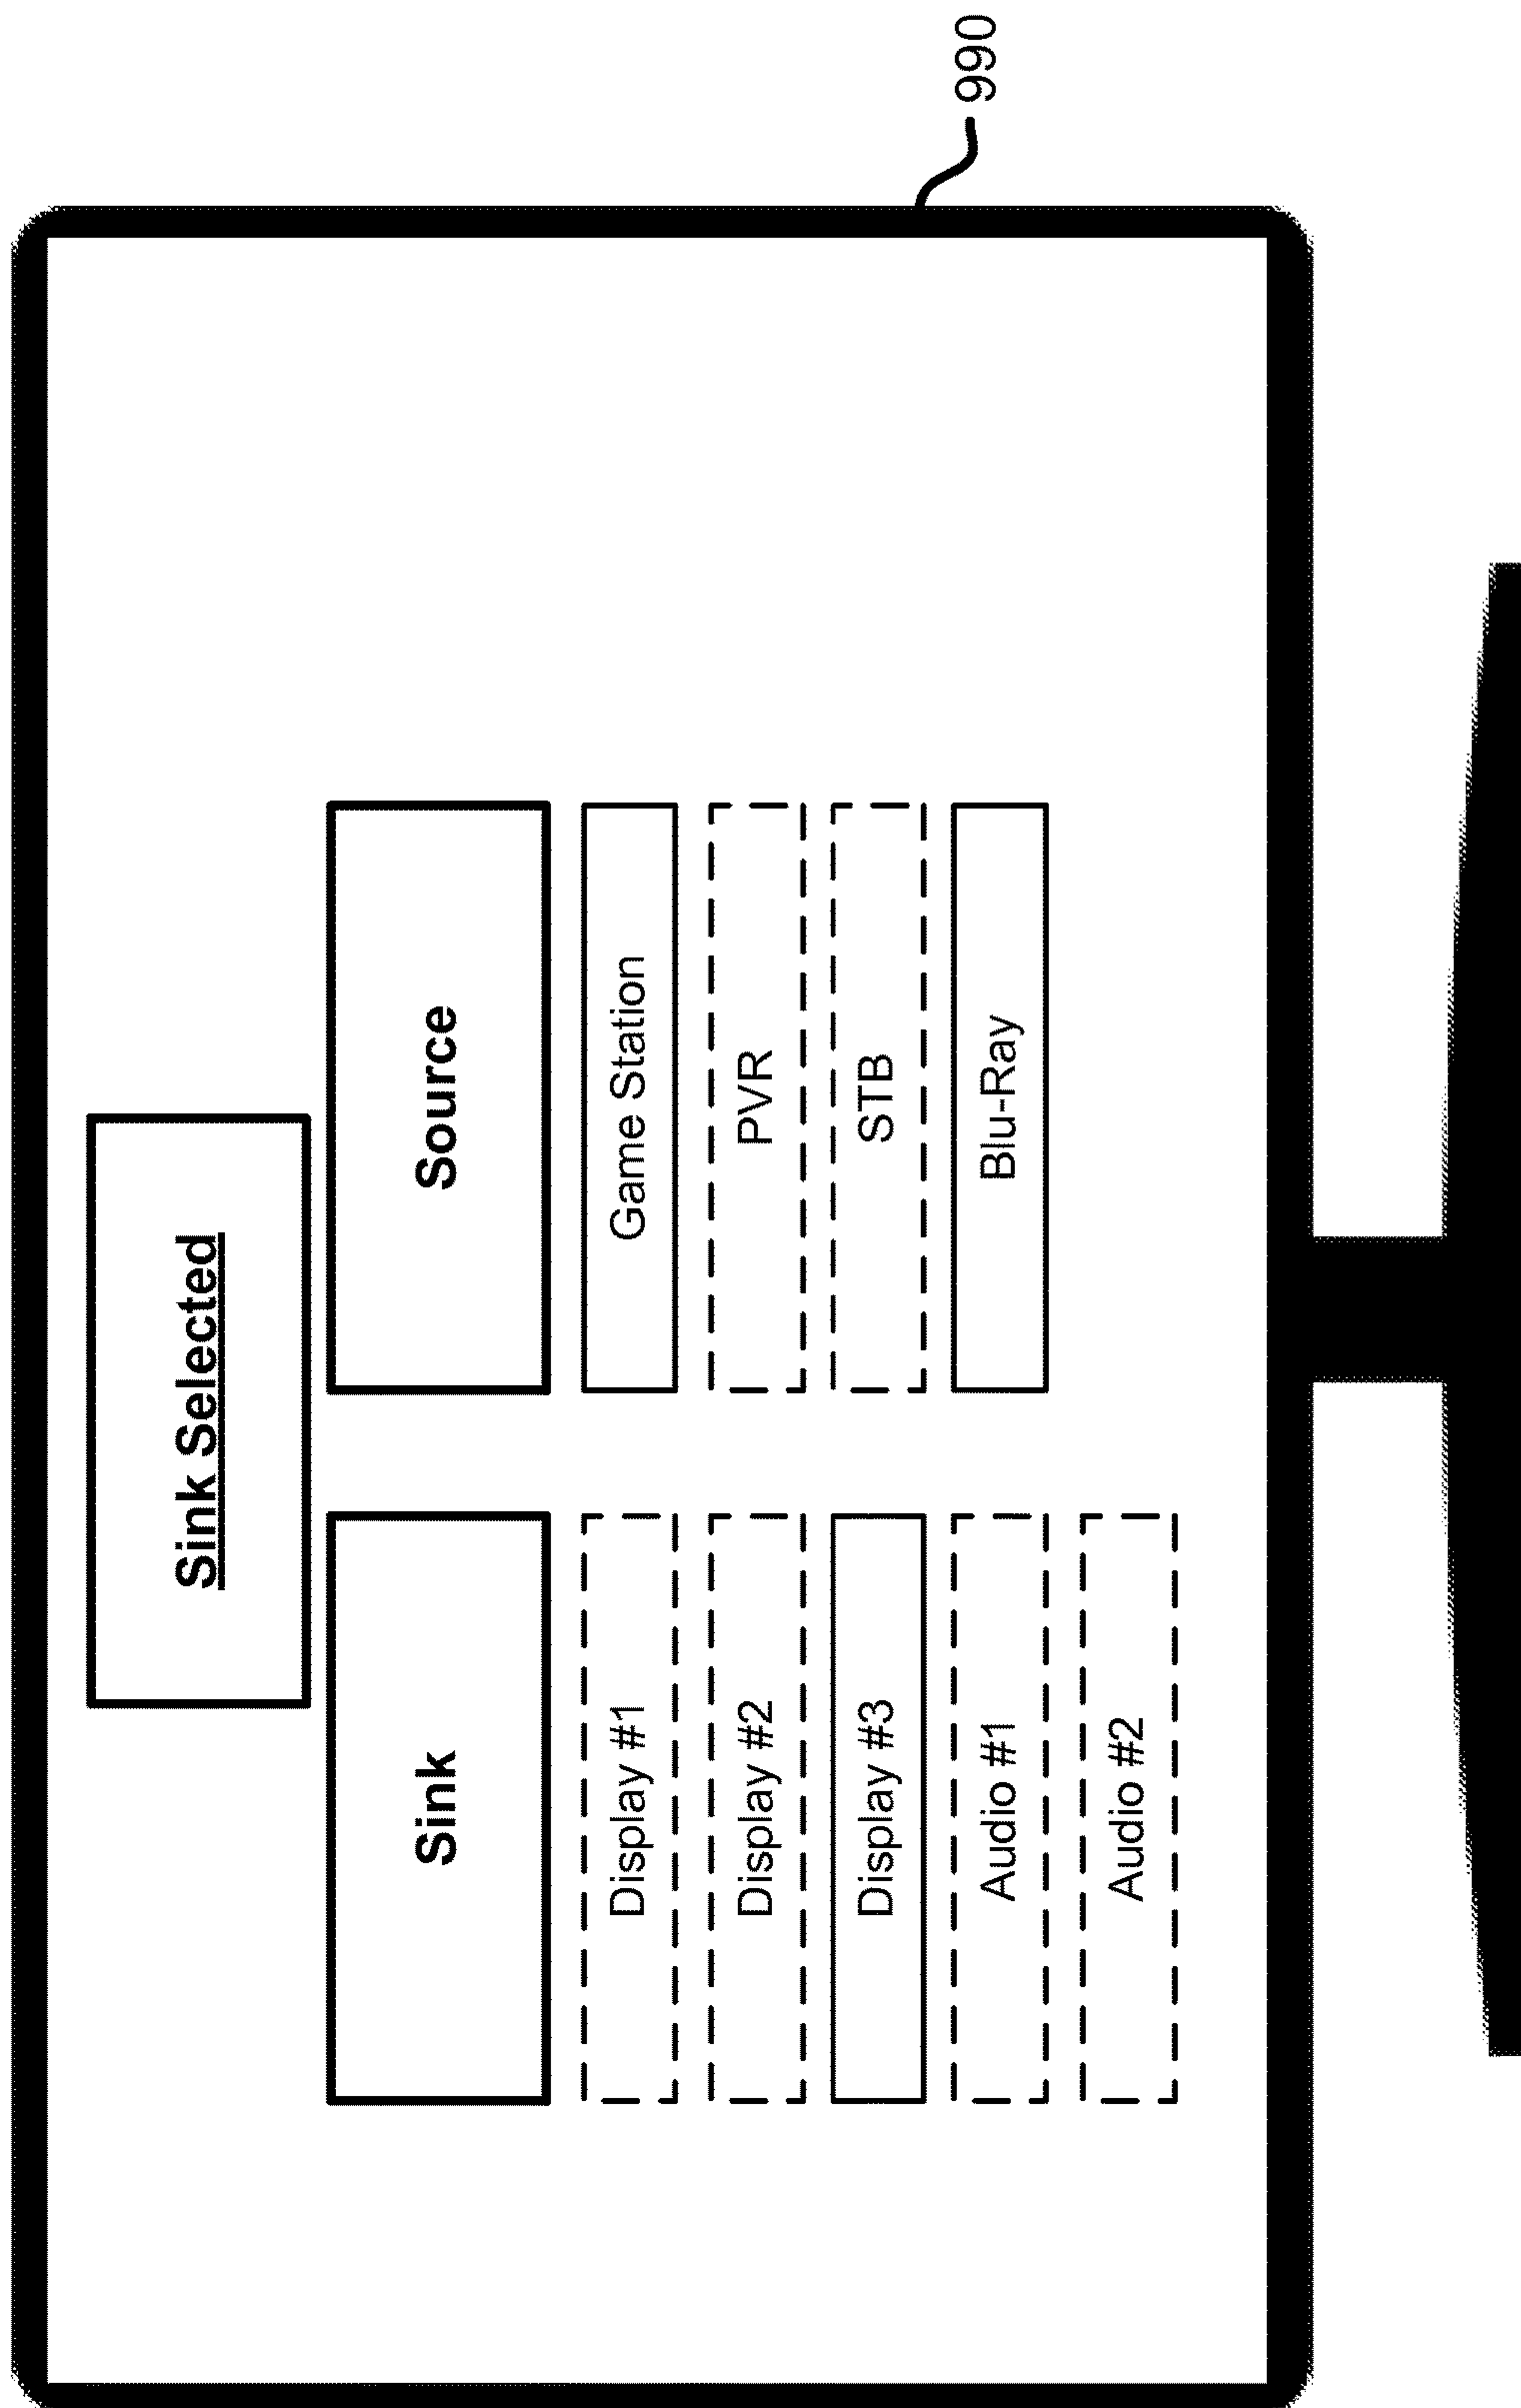 Sink Selected
Sink
Display #1
Display #2
Display #3
Audio #1
Audio #2
Source
Game Station
PVR
STB
Blu-Ray
990